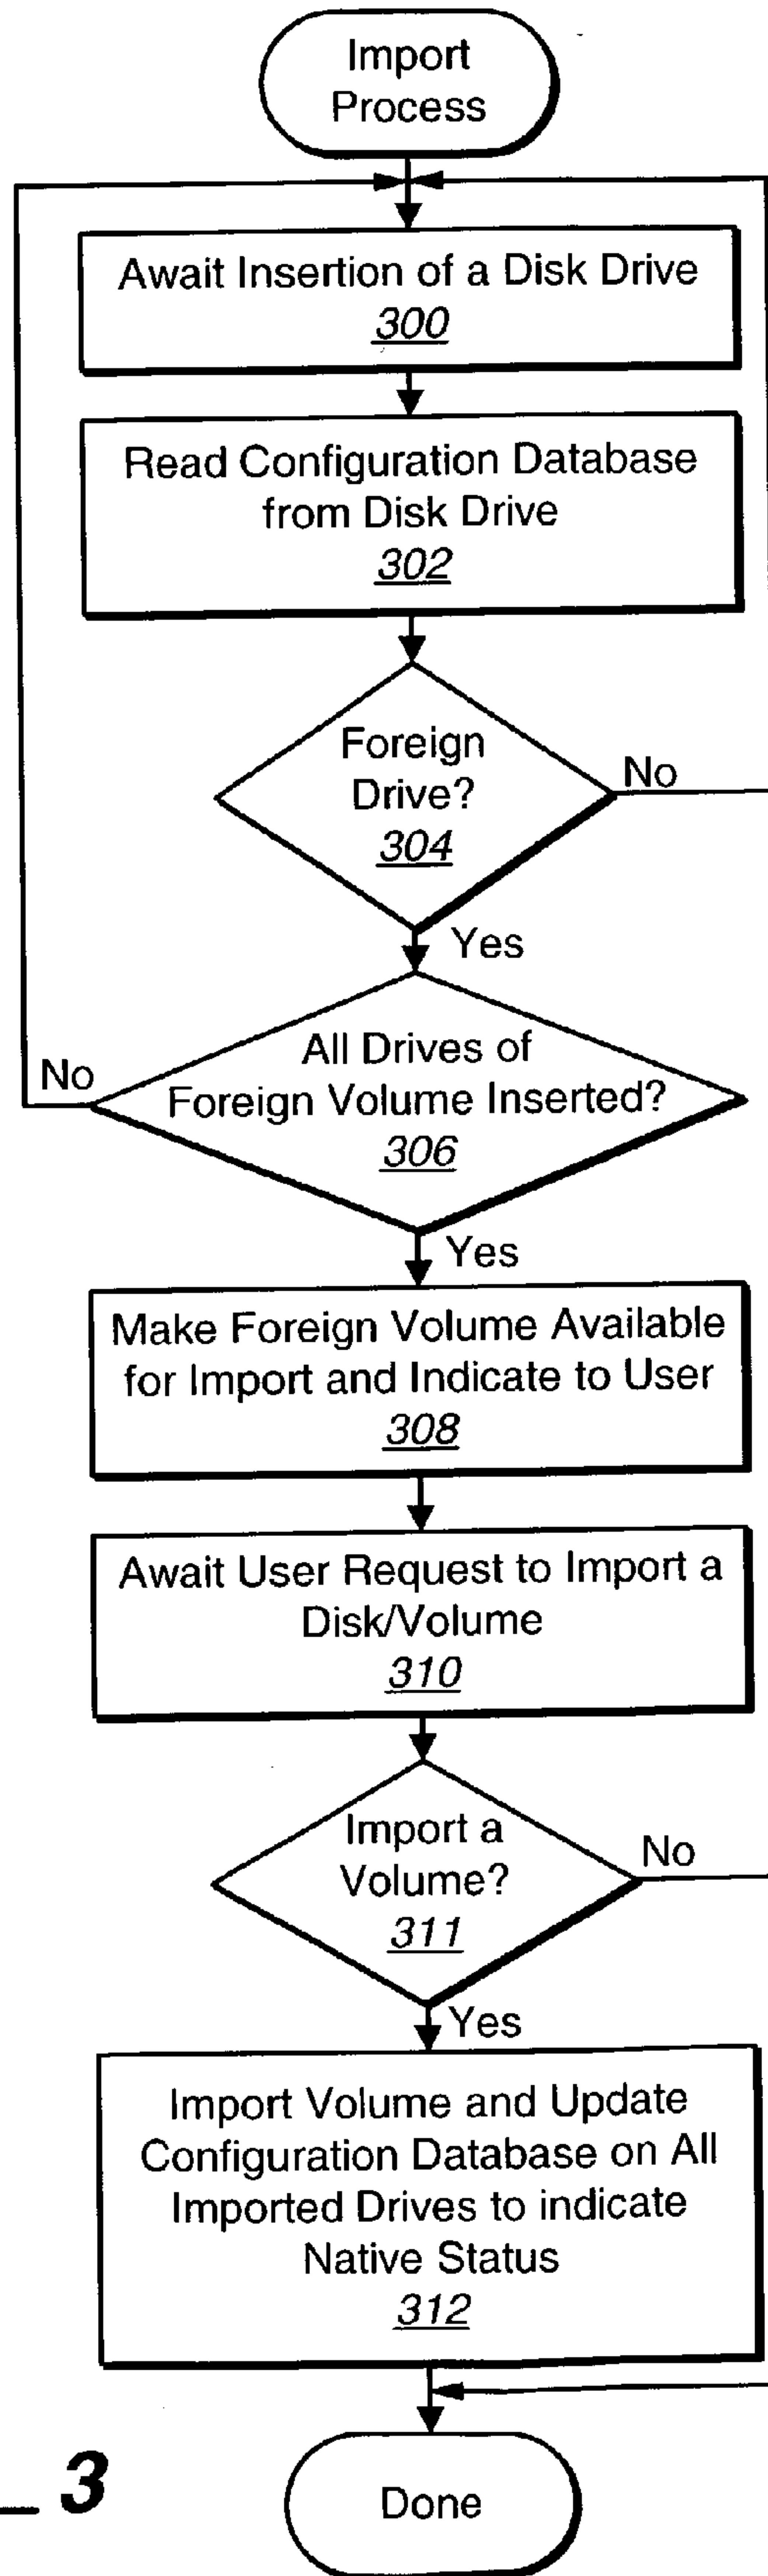 Import
Process
Await Insertion of a Disk Drive
300
Read Configuration Database
from Disk Drive
302
Foreign
Drive?
304
No
Yes
All Drives of
Foreign Volume Inserted?
306
No
Yes
Make Foreign Volume Available
for Import and Indicate to User
308
Await User Request to Import a
Disk/Volume
310
Import a
Volume?
311
No
Yes
Import Volume and Update
Configuration Database on All
Imported Drives to indicate
Native Status
312
Done
_ 3